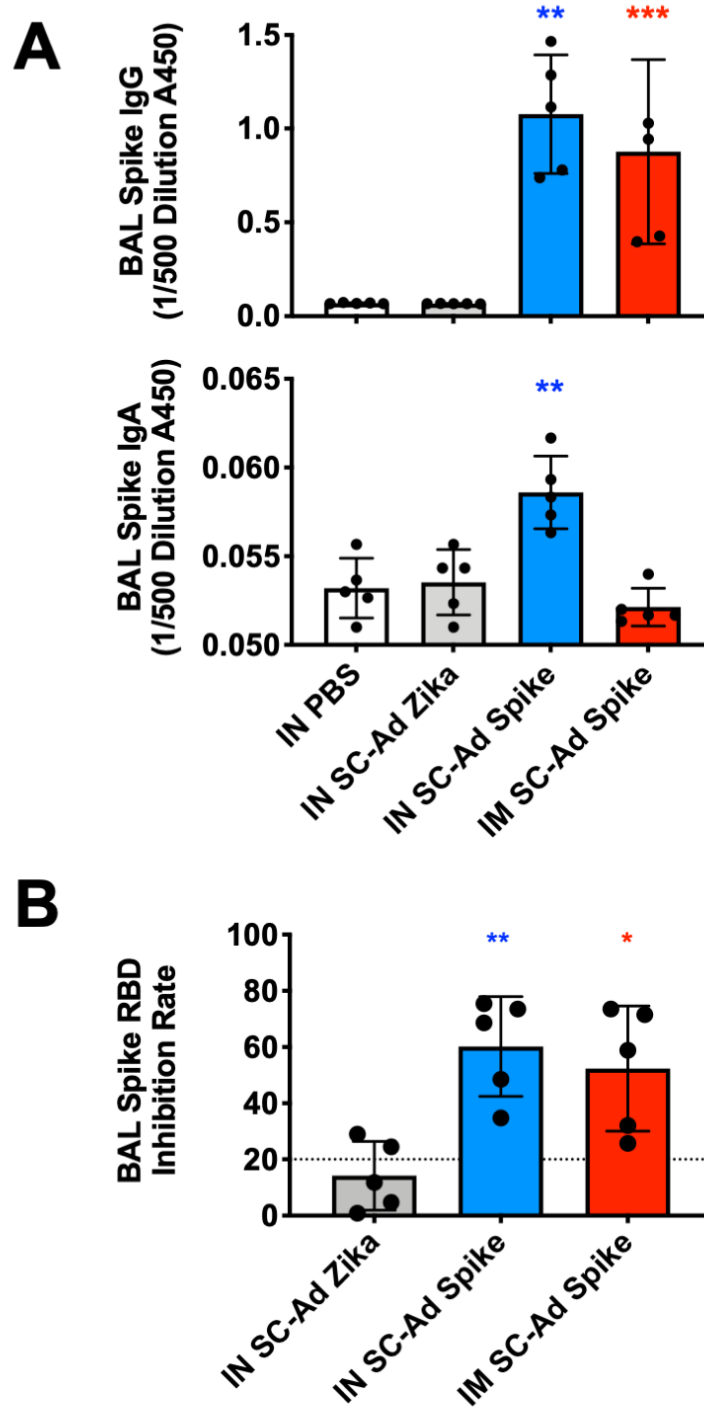 A
BAL Spike IgG
(1/500 Dilution A450)
1.5
1.0
0.5
0.0
**
***
BAL Spike IgA
(1/500 Dilution A450)
0.065
0.060
0.055
0.050
**
IN PBS
IN SC-Ad Zika
IN SC-Ad Spike
IM SC-Ad Spike
B
BAL Spike RBD
Inhibition Rate
100
80
60
40
20
0
**
*
IN SC-Ad Zika
IN SC-Ad Spike
IM SC-Ad Spike